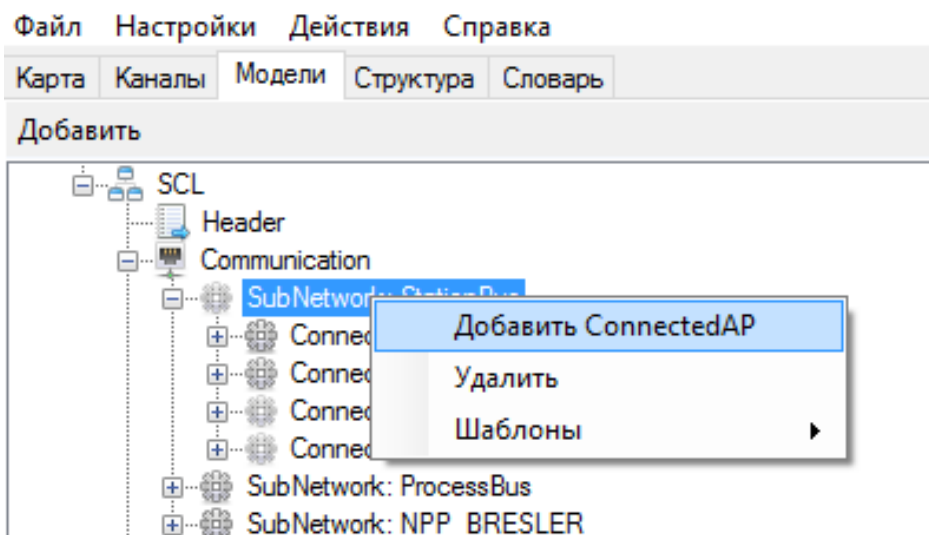 Файл Настройки Действия Справка
Карта Каналы Модели Структура Словарь
Добавить
SCL
Header
Communication
SubNetwork: StationBus
Добавить ConnectedAP
Удалить
Шаблоны
SubNetwork: ProcessBus
SubNetwork: NPP_BRESLER